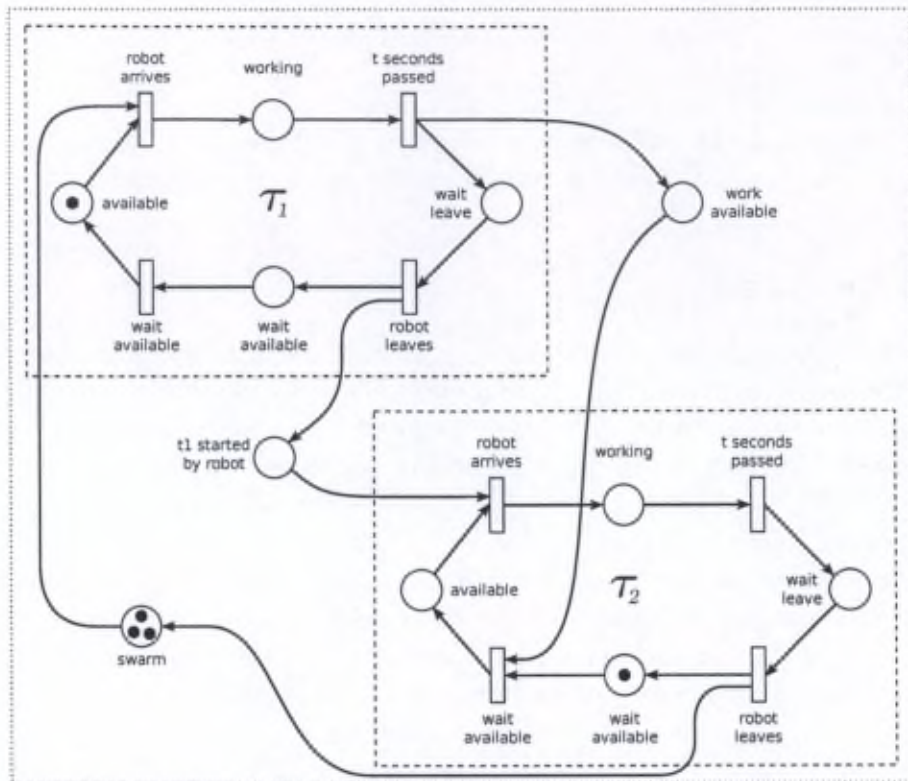 robot
arrives
working
t seconds
passed
available
τ1
wait
leave
work
available
wait
available
wait
available
robot
leaves
t1 started
by robot
robot
arrives
working
t seconds
passed
available
τ2
wait
leave
swarm
wait
available
wait
available
robot
leaves